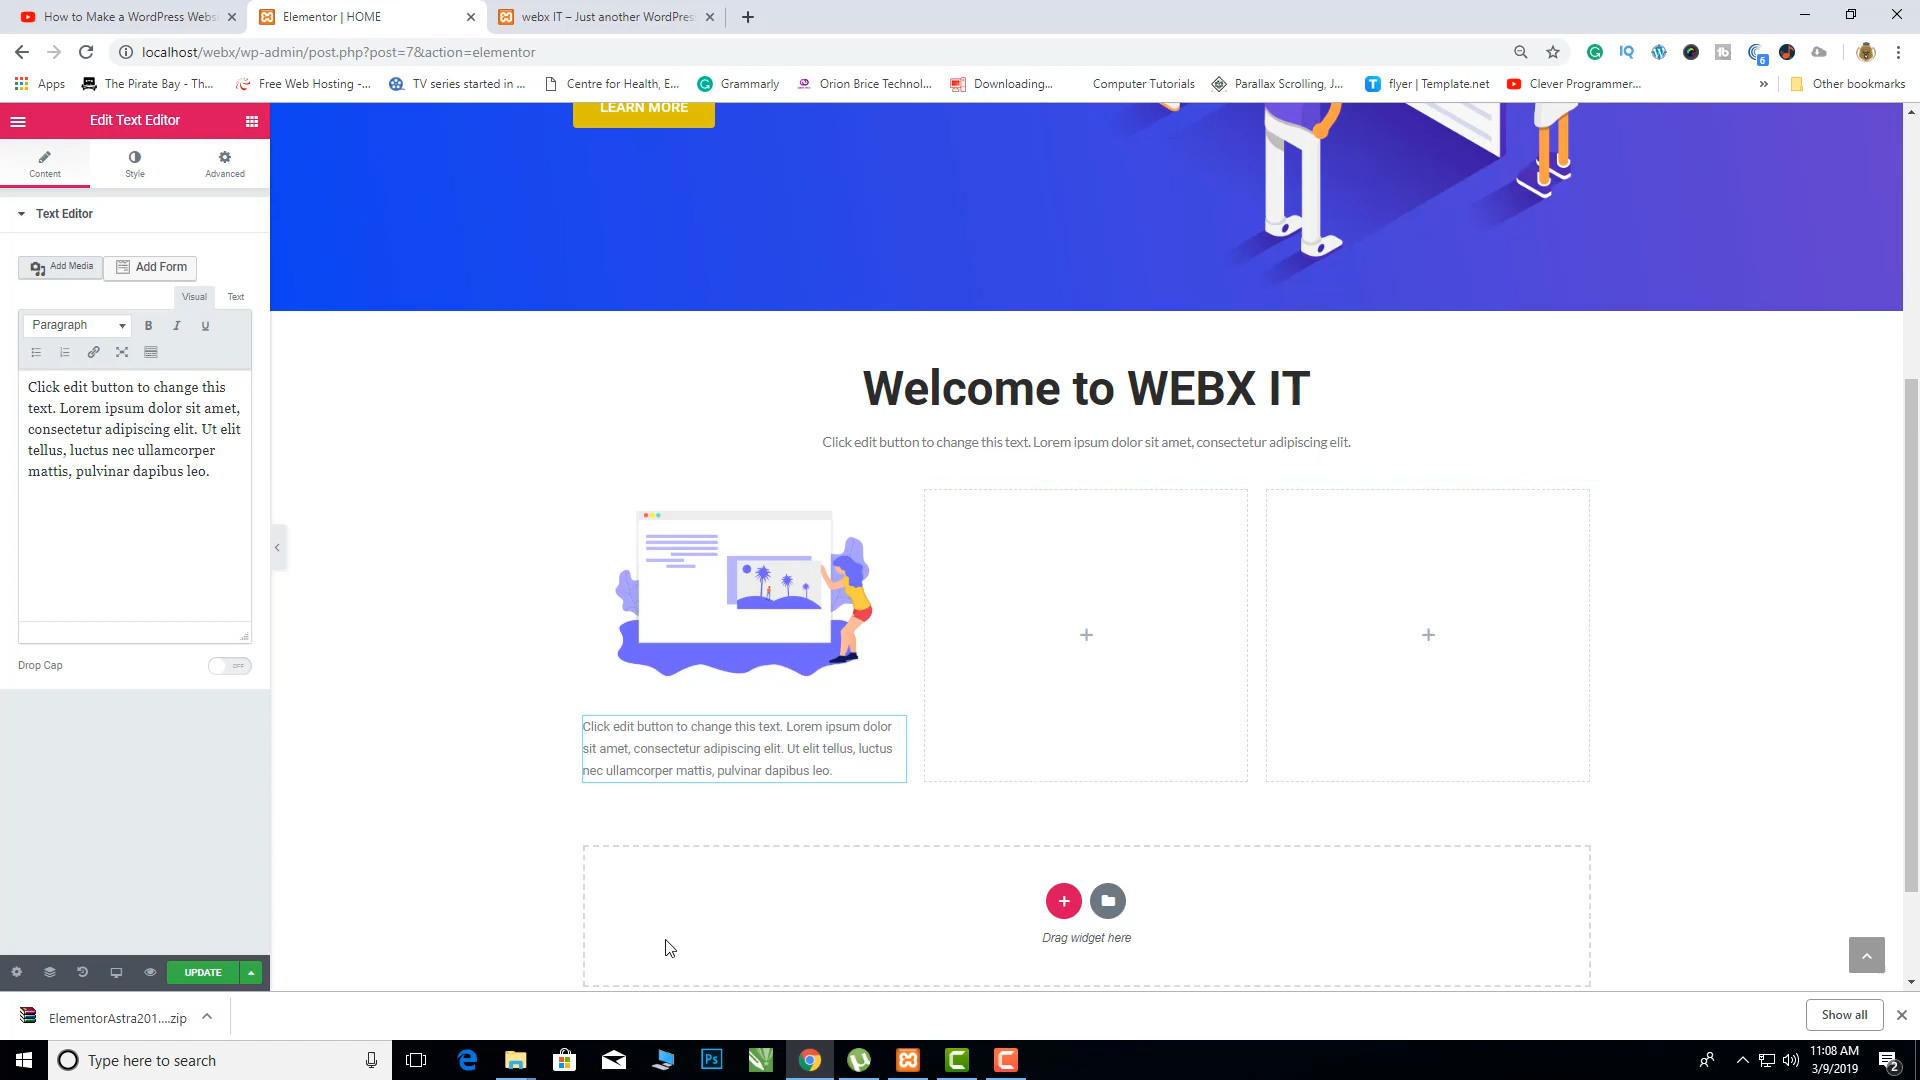 How to Make a WordPress Websi
Elementor | HOME
webx IT – Just another WordPres
localhost/webx/wp-admin/post.php?post=7&action=elementor
6
Apps
The Pirate Bay - Th...
Free Web Hosting -...
TV series started in ...
Centre for Health, E...
Grammarly
Orion Brice Technol...
Downloading...
Computer Tutorials
Parallax Scrolling, J...
flyer | Template.net
Clever Programmer...
Other bookmarks
Edit Text Editor
LEARN MORE
Content
Style
Advanced
Text Editor
Add Media
Add Form
Visual
Text
Paragraph
B
I
U
Click edit button to change this
text. Lorem ipsum dolor sit amet,
consectetur adipiscing elit. Ut elit
tellus, luctus nec ullamcorper
mattis, pulvinar dapibus leo.
Drop Cap
OFF
Welcome to WEBX IT
Click edit button to change this text. Lorem ipsum dolor sit amet, consectetur adipiscing elit.
Click edit button to change this text. Lorem ipsum dolor
sit amet, consectetur adipiscing elit. Ut elit tellus, luctus
nec ullamcorper mattis, pulvinar dapibus leo.
Drag widget here
UPDATE
ElementorAstra201....zip
Show all
Type here to search
Ps
11:08 AM
3/9/2019
2